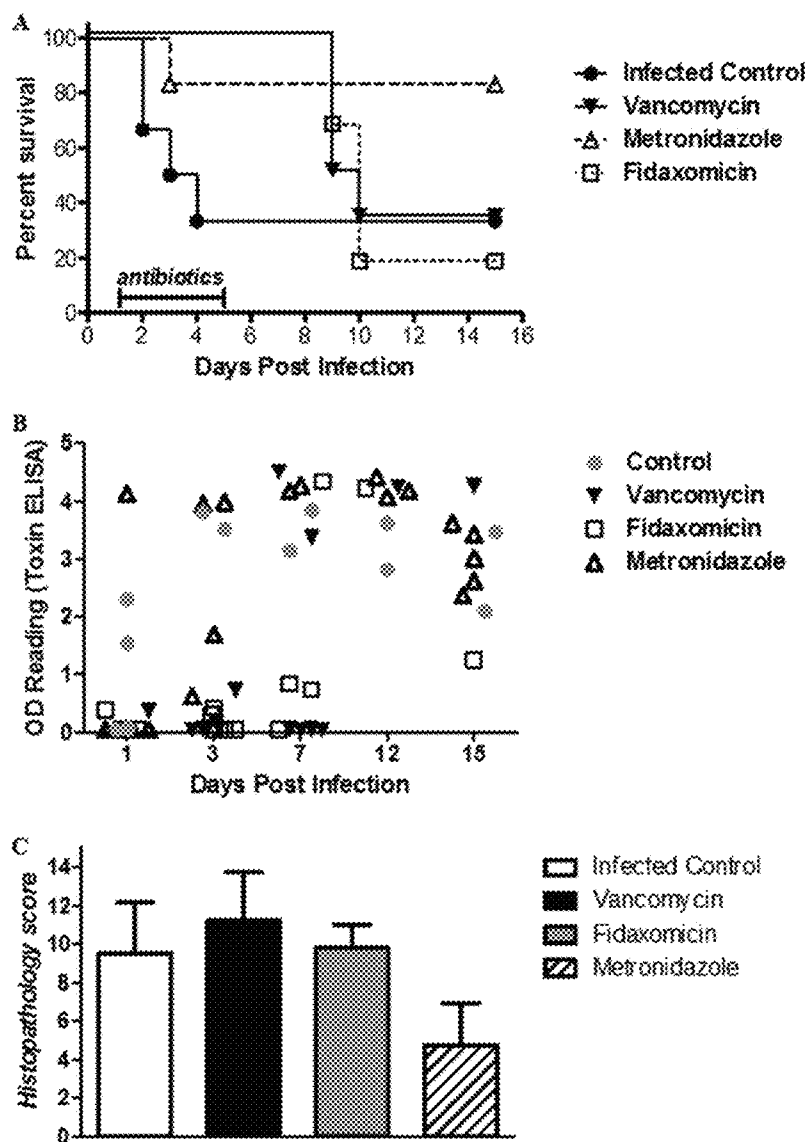 A
Percent survival
100
80
60
40
20
0
antibiotics
0 2 4 6 8 10 12 14 16
Days Post Infection
Infected Control
Vancomycin
Metronidazole
Fidaxomicin
B
OD Reading (Toxin ELISA)
5
4
3
2
1
0
1 3 7 12 15
Days Post Infection
Control
Vancomycin
Fidaxomicin
Metronidazole
C
Histopathology score
14
12
10
8
6
4
2
0
Infected Control
Vancomycin
Fidaxomicin
Metronidazole